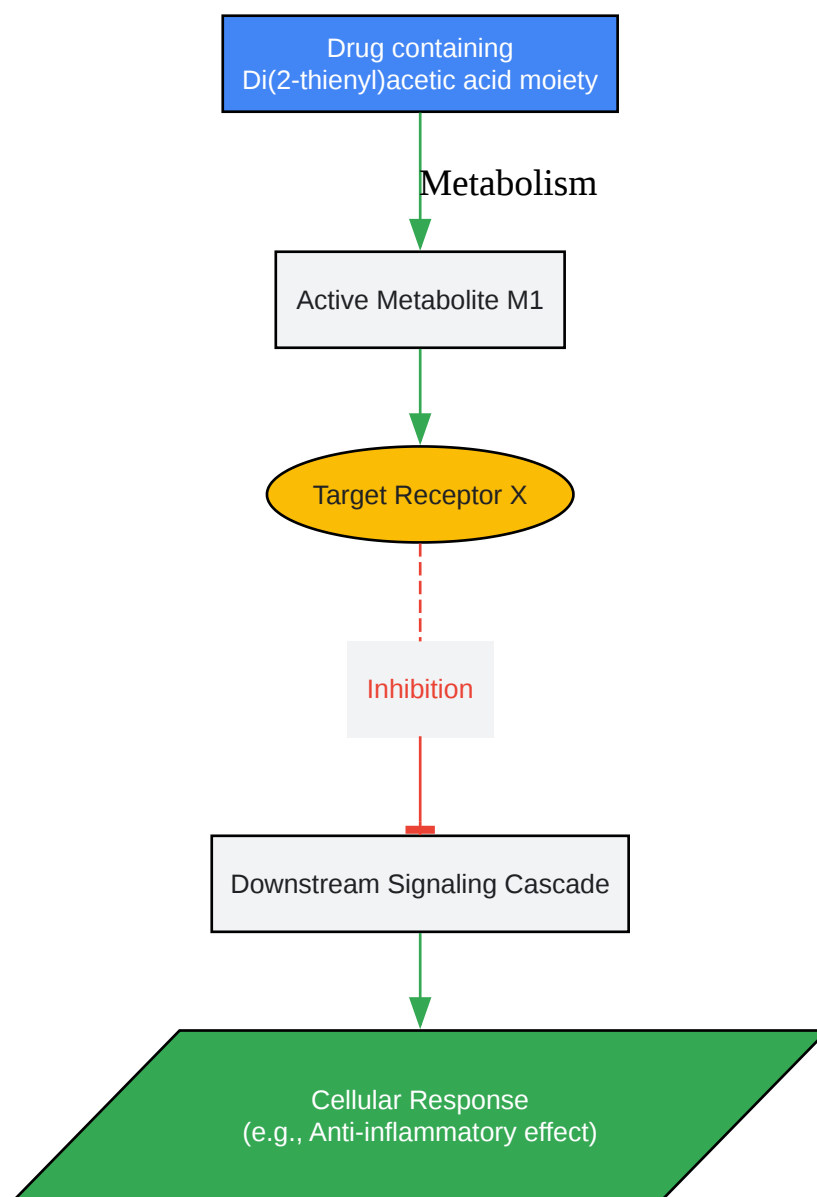 Drug containing
Di(2-thienyl)acetic acid moiety
Metabolism
Active Metabolite M1
Target Receptor X
Inhibition
Downstream Signaling Cascade
Cellular Response
(e.g., Anti-inflammatory effect)